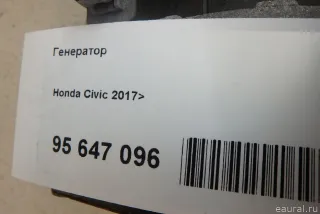 Генератор
Honda Civic 2017>
95 647 096
eaural.ru